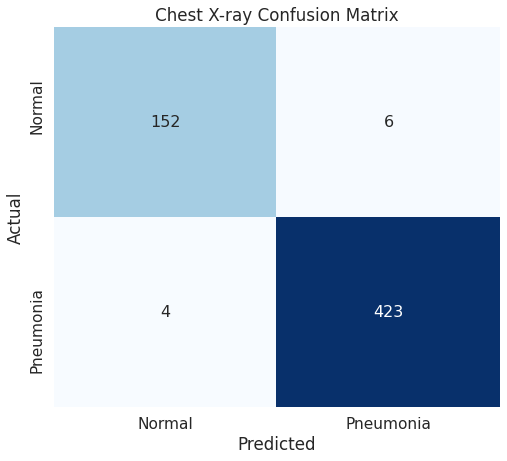 Chest X-ray Confusion Matrix
Normal
152
6
Actual
Pneumonia
4
423
Normal
Pneumonia
Predicted